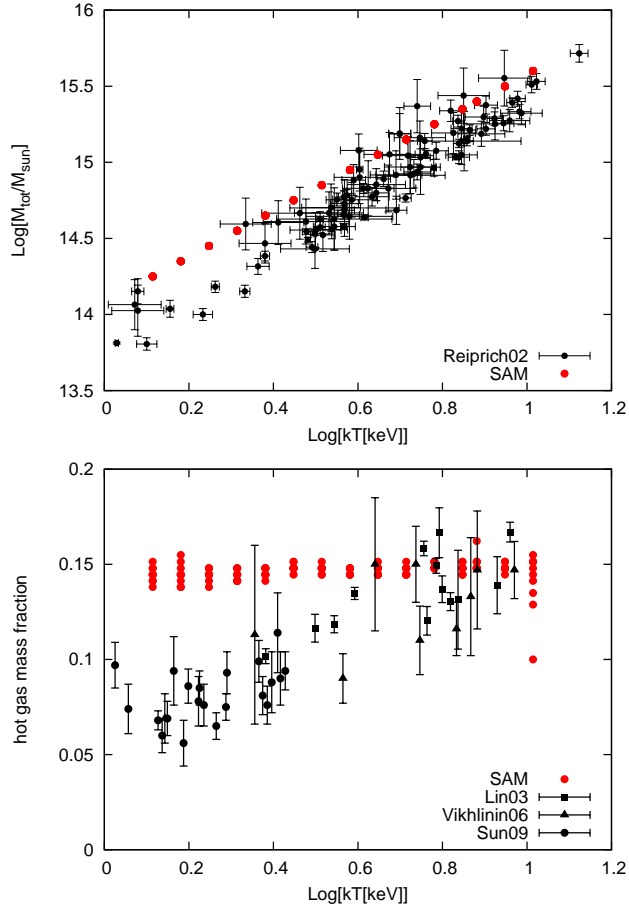 16
15.5
15
14.5
14
13.5
Log[M_tot/M_sun]
Reiprich02
SAM
0 0.2 0.4 0.6 0.8 1 1.2
Log[kT[keV]]
0.2
0.15
0.1
0.05
0
hot gas mass fraction
SAM
Lin03
Vikhlinin06
Sun09
0 0.2 0.4 0.6 0.8 1 1.2
Log[kT[keV]]